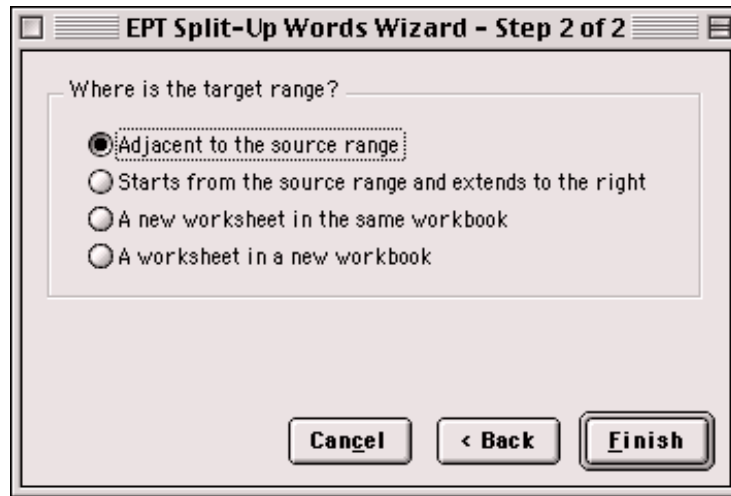 EPT Split-Up Words Wizard - Step 2 of 2
Where is the target range?
Adjacent to the source range
Starts from the source range and extends to the right
A new worksheet in the same workbook
A worksheet in a new workbook
Cancel
< Back
Finish